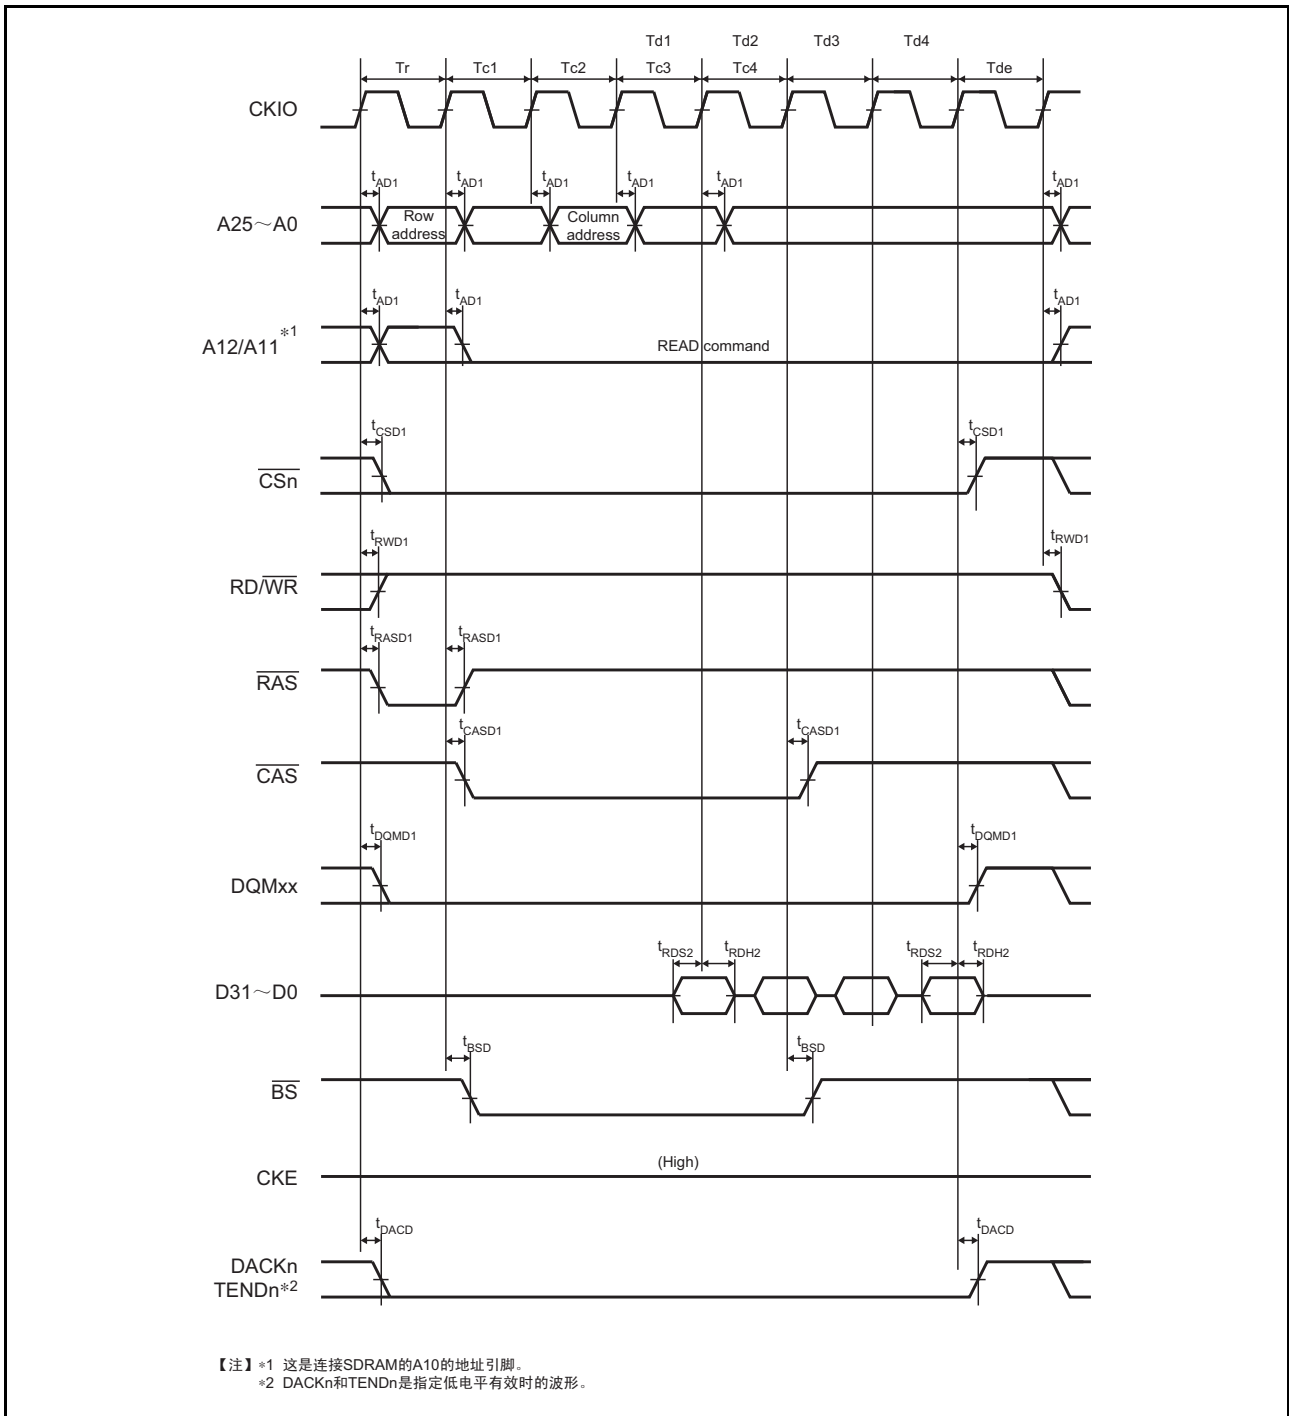 Td1 Td2 Td3 Td4
Tr Tc1 Tc2 Tc3 Tc4 Tde
CKIO
tAD1 tAD1 tAD1 tAD1 tAD1 tAD1
A25～A0 Row address Column address
tAD1 tAD1 tAD1
A12/A11*1 READ command
tCSD1 tCSD1
CSn
tRWD1 tRWD1
RD/WR
tRASD1 tRASD1
RAS
tCASD1 tCASD1
CAS
tDQMD1 tDQMD1
DQMxx
tRDS2 tRDH2 tRDS2 tRDH2
D31～D0
tBSD tBSD
BS
(High)
CKE
tDACD tDACD
DACKn
TENDn*2
【注】*1 这是连接SDRAM的A10的地址引脚。
*2 DACKn和TENDn是指定低电平有效时的波形。